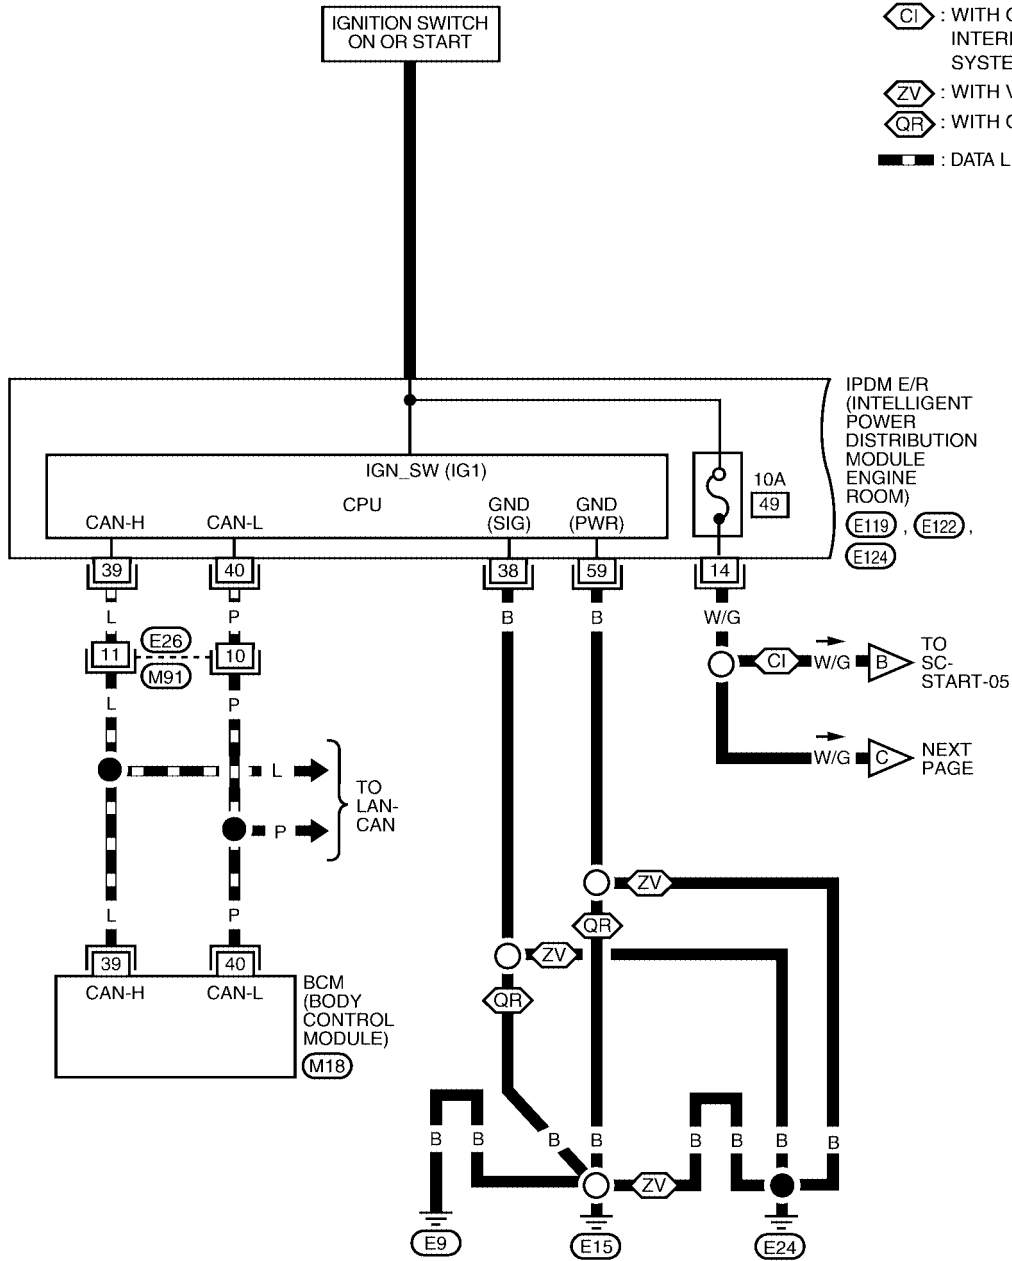 IGNITION SWITCH
ON OR START
CI : WITH
INTER
SYSTE
ZV : WITH
QR : WITH
: DATA L
IPDM E/R
(INTELLIGENT
POWER
DISTRIBUTION
MODULE
ENGINE
ROOM)
E119 , E122 ,
E124
IGN_SW (IG1)
CPU
10A
49
CAN-H CAN-L GND
(SIG) GND
(PWR)
39 40 38 59 14
L P B B W/G
11 E26 10
M91
CI W/G B TO
SC-
START-05
L P
W/G C NEXT
PAGE
L
P
TO
LAN-
CAN
ZV
QR
L P
ZV
39 40
CAN-H CAN-L
BCM
(BODY
CONTROL
MODULE)
M18
QR
B B B B B B B B
ZV
E9 E15 E24